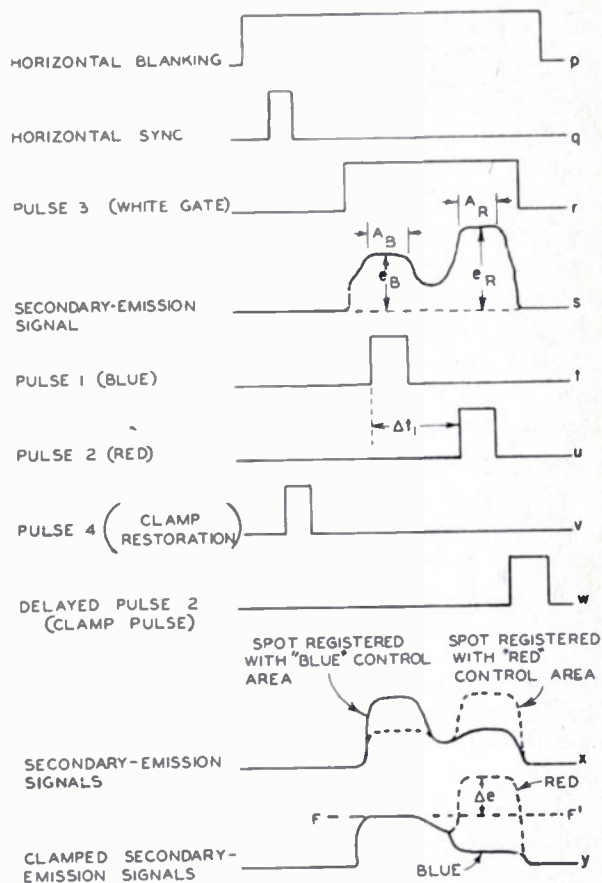 HORIZONTAL BLANKING
p
HORIZONTAL SYNC
q
PULSE 3 (WHITE GATE)
r
A_B
A_R
e_B
e_R
SECONDARY-EMISSION
SIGNAL
s
PULSE 1 (BLUE)
t
Δt₁
PULSE 2 (RED)
u
PULSE 4 (CLAMP
RESTORATION)
v
DELAYED PULSE 2
(CLAMP PULSE)
w
SPOT REGISTERED
WITH "BLUE" CONTROL
AREA
SPOT REGISTERED
WITH "RED"
CONTROL AREA
SECONDARY-EMISSION
SIGNALS
x
RED
Δe
F
F'
CLAMPED SECONDARY-
EMISSION SIGNALS
BLUE
y